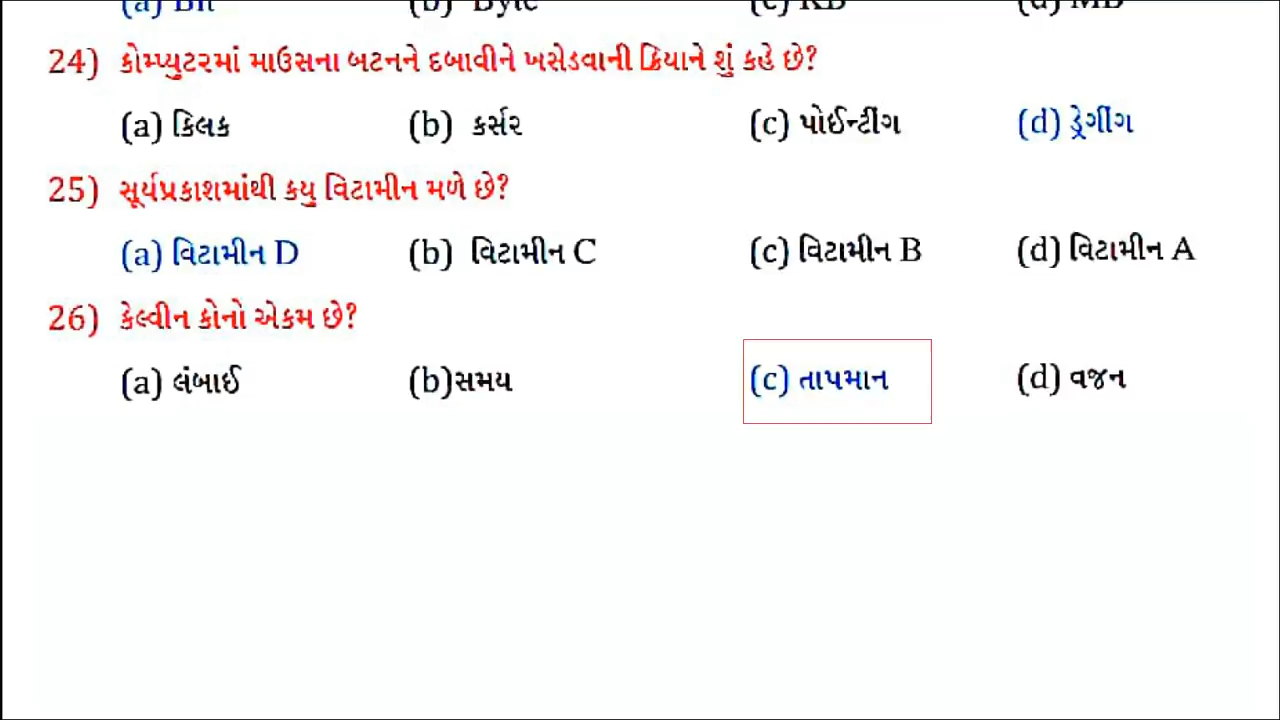 (a) Bit (b) Byte (c) KB (d) MB
24) કોમ્પ્યુટરમાં માઉસના બટનને દબાવીને ખસેડવાની ક્રિયાને શું કહે છે?
(a) ક્લિક (b) કર્સર (c) પોઈન્ટીંગ (d) ડ્રેગીંગ
25) સૂર્યપ્રકાશમાંથી કયુ વિટામીન મળે છે?
(a) વિટામીન D (b) વિટામીન C (c) વિટામીન B (d) વિટામીન A
26) કેલ્વીન કોનો એકમ છે?
(a) લંબાઈ (b)સમય (c) તાપમાન (d) વજન